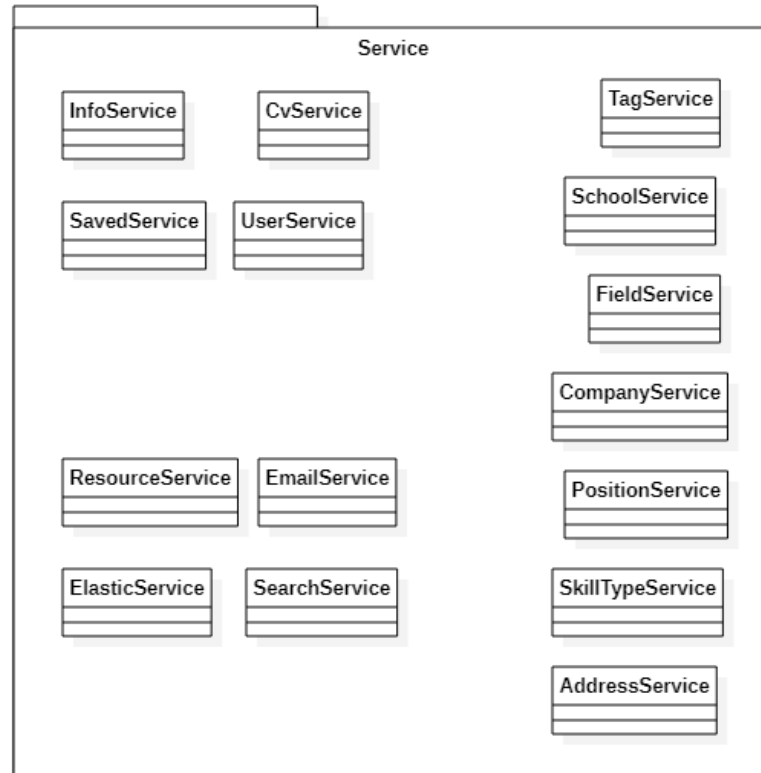 Service
InfoService
CvService
TagService
SavedService
UserService
SchoolService
FieldService
CompanyService
ResourceService
EmailService
PositionService
ElasticService
SearchService
SkillTypeService
AddressService